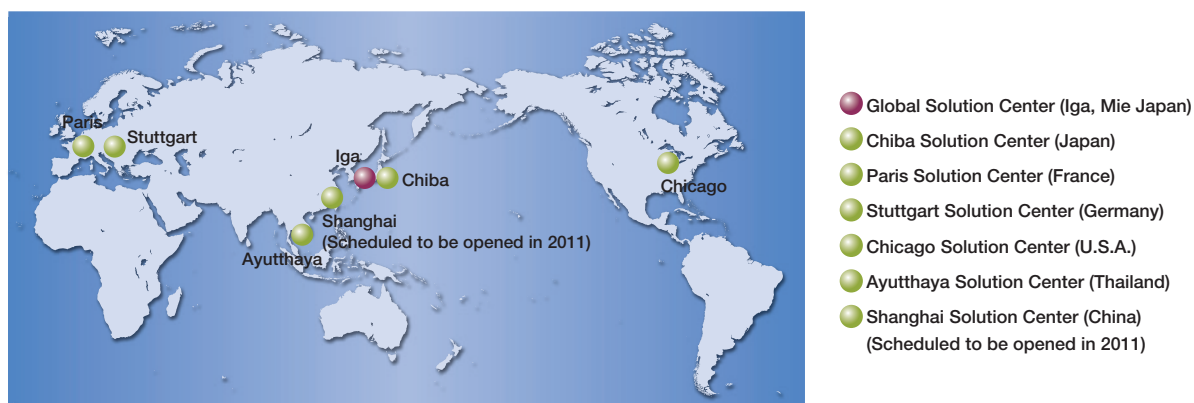 Paris
Stuttgart
Iga
Chiba
Shanghai
(Scheduled to be opened in 2011)
Ayutthaya
Chicago
Global Solution Center (Iga, Mie Japan)
Chiba Solution Center (Japan)
Paris Solution Center (France)
Stuttgart Solution Center (Germany)
Chicago Solution Center (U.S.A.)
Ayutthaya Solution Center (Thailand)
Shanghai Solution Center (China)
(Scheduled to be opened in 2011)